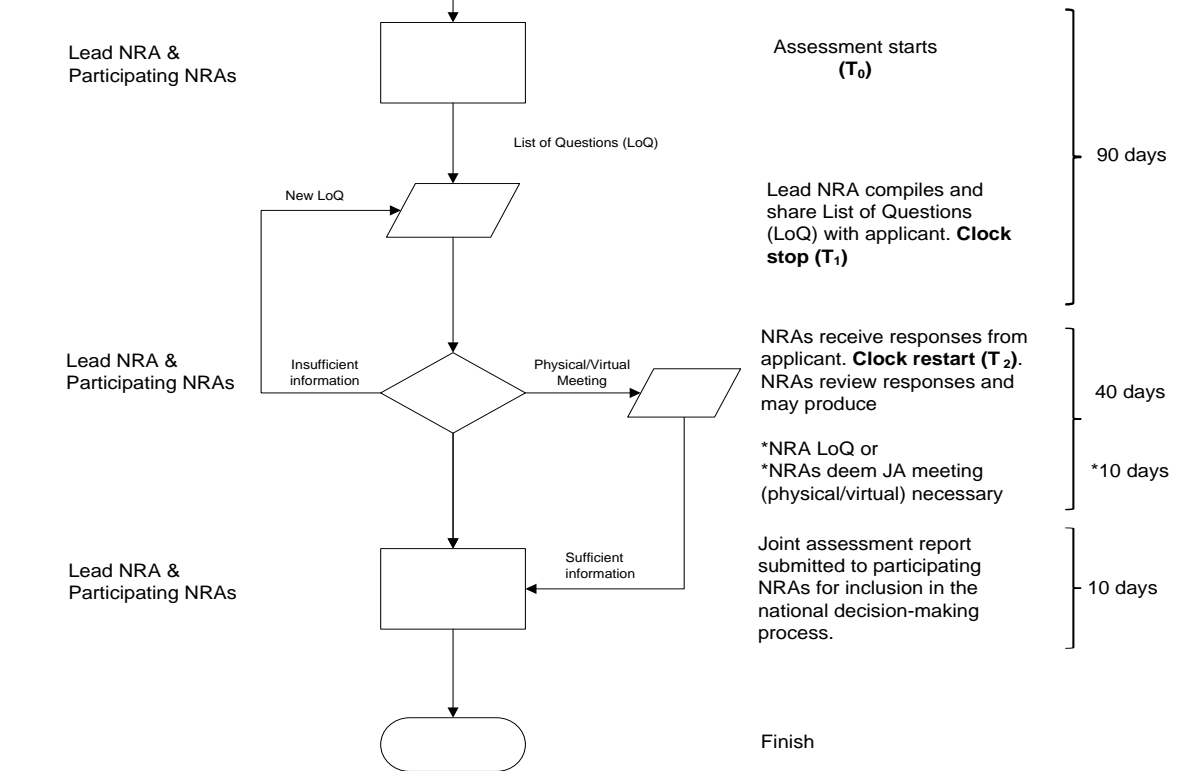 Lead NRA &
Participating NRAs
Assessment starts
(T₀)
List of Questions (LoQ)
90 days
New LoQ
Lead NRA compiles and
share List of Questions
(LoQ) with applicant. Clock
stop (T₁)
Lead NRA &
Participating NRAs
Insufficient
information
Physical/Virtual
Meeting
NRAs receive responses from
applicant. Clock restart (T ₂).
NRAs review responses and
may produce
40 days
*NRA LoQ or
*NRAs deem JA meeting
(physical/virtual) necessary
*10 days
Lead NRA &
Participating NRAs
Sufficient
information
Joint assessment report
submitted to participating
NRAs for inclusion in the
national decision-making
process.
10 days
Finish